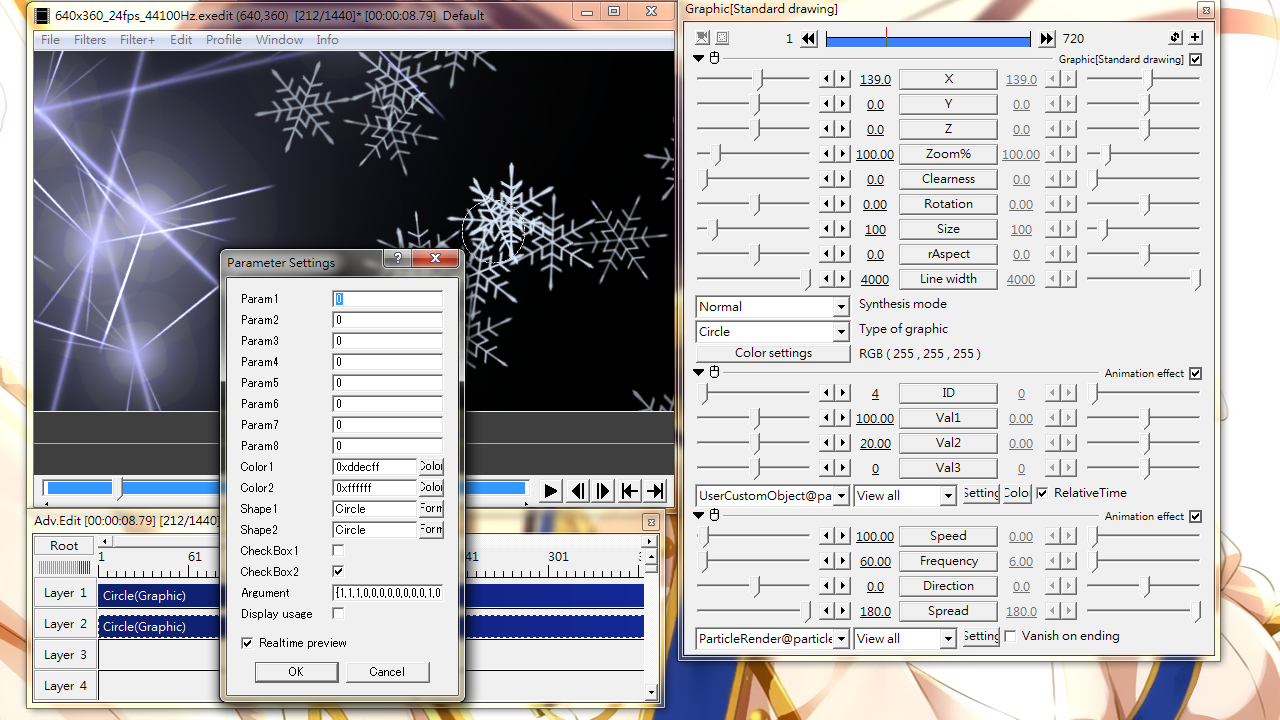 640x360_24fps_44100Hz.exedit (640,360) [212/1440]* [00:00:08.79] Default
File Filters Filter+ Edit Profile Window Info
Parameter Settings
?
Param1 0
Param2 0
Param3 0
Param4 0
Param5 0
Param6 0
Param7 0
Param8 0
Color1 0xddecff Color
Color2 0xffffff Color
Shape1 Circle Form
Shape2 Circle Form
CheckBox1
CheckBox2
Argument {1,1,1,0,0,0,0,0,0,0,0,1,0
Display usage
Realtime preview
OK Cancel
Adv.Edit [00:00:08.79] [212/1440]
Root
1 61 41 301
Layer 1 Circle(Graphic)
Layer 2 Circle(Graphic)
Layer 3
Layer 4
Graphic[Standard drawing]
1 720
Graphic[Standard drawing]
139.0 X 139.0
0.0 Y 0.0
0.0 Z 0.0
100.00 Zoom% 100.00
0.0 Clearness 0.0
0.00 Rotation 0.00
100 Size 100
0.0 rAspect 0.0
4000 Line width 4000
Normal Synthesis mode
Circle Type of graphic
Color settings RGB ( 255 , 255 , 255 )
Animation effect
4 ID 0
100.00 Val1 0.00
20.00 Val2 0.00
0 Val3 0
UserCustomObject@pa View all Setting Colo RelativeTime
Animation effect
100.00 Speed 0.00
60.00 Frequency 6.00
0.0 Direction 0.0
180.0 Spread 180.0
ParticleRender@particle View all Setting Vanish on ending